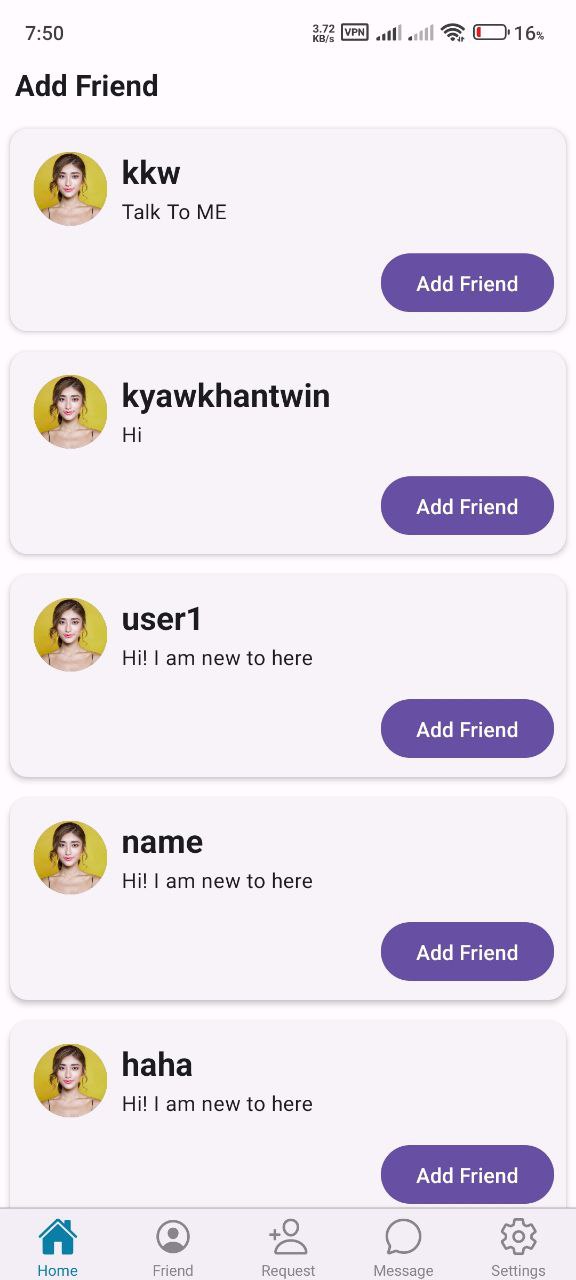 7:50
3.72
KB/s
VPN
16%
Add Friend
kkw
Talk To ME
Add Friend
kyawkhantwin
Hi
Add Friend
user1
Hi! I am new to here
Add Friend
name
Hi! I am new to here
Add Friend
haha
Hi! I am new to here
Add Friend
Home
Friend
Request
Message
Settings